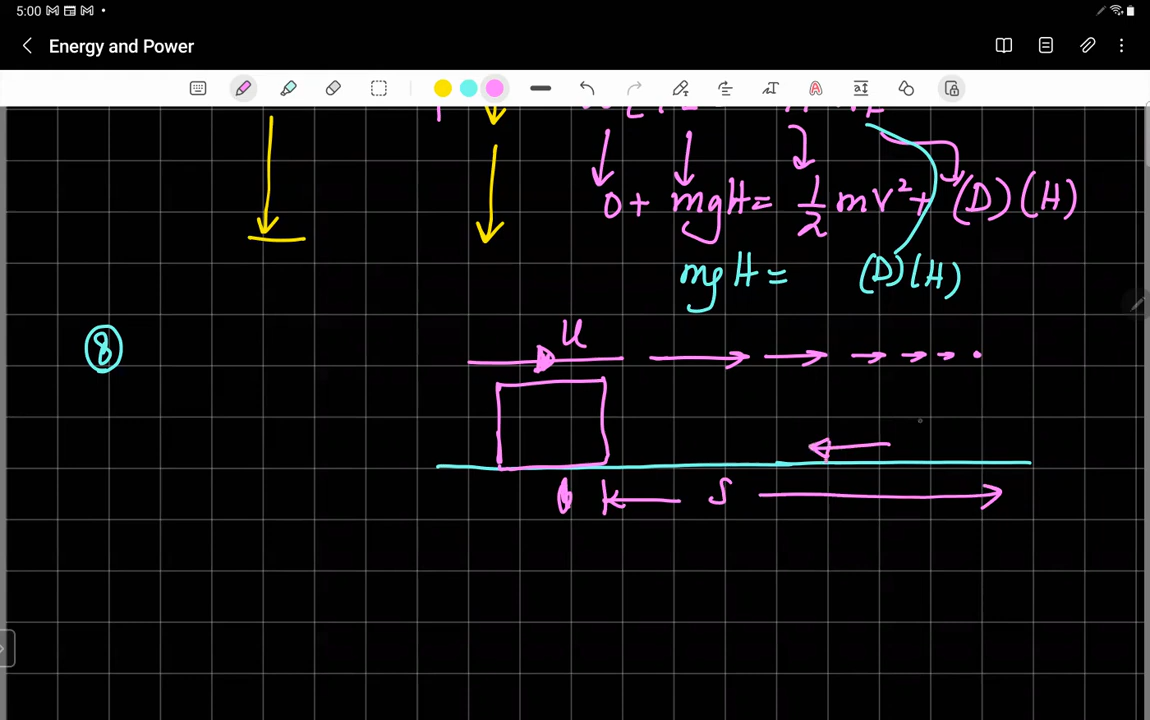 5:00
Energy and Power
0 + mgH = 1/2 mv² + (D)(H)
mgH = (D)(H)
8
u
S